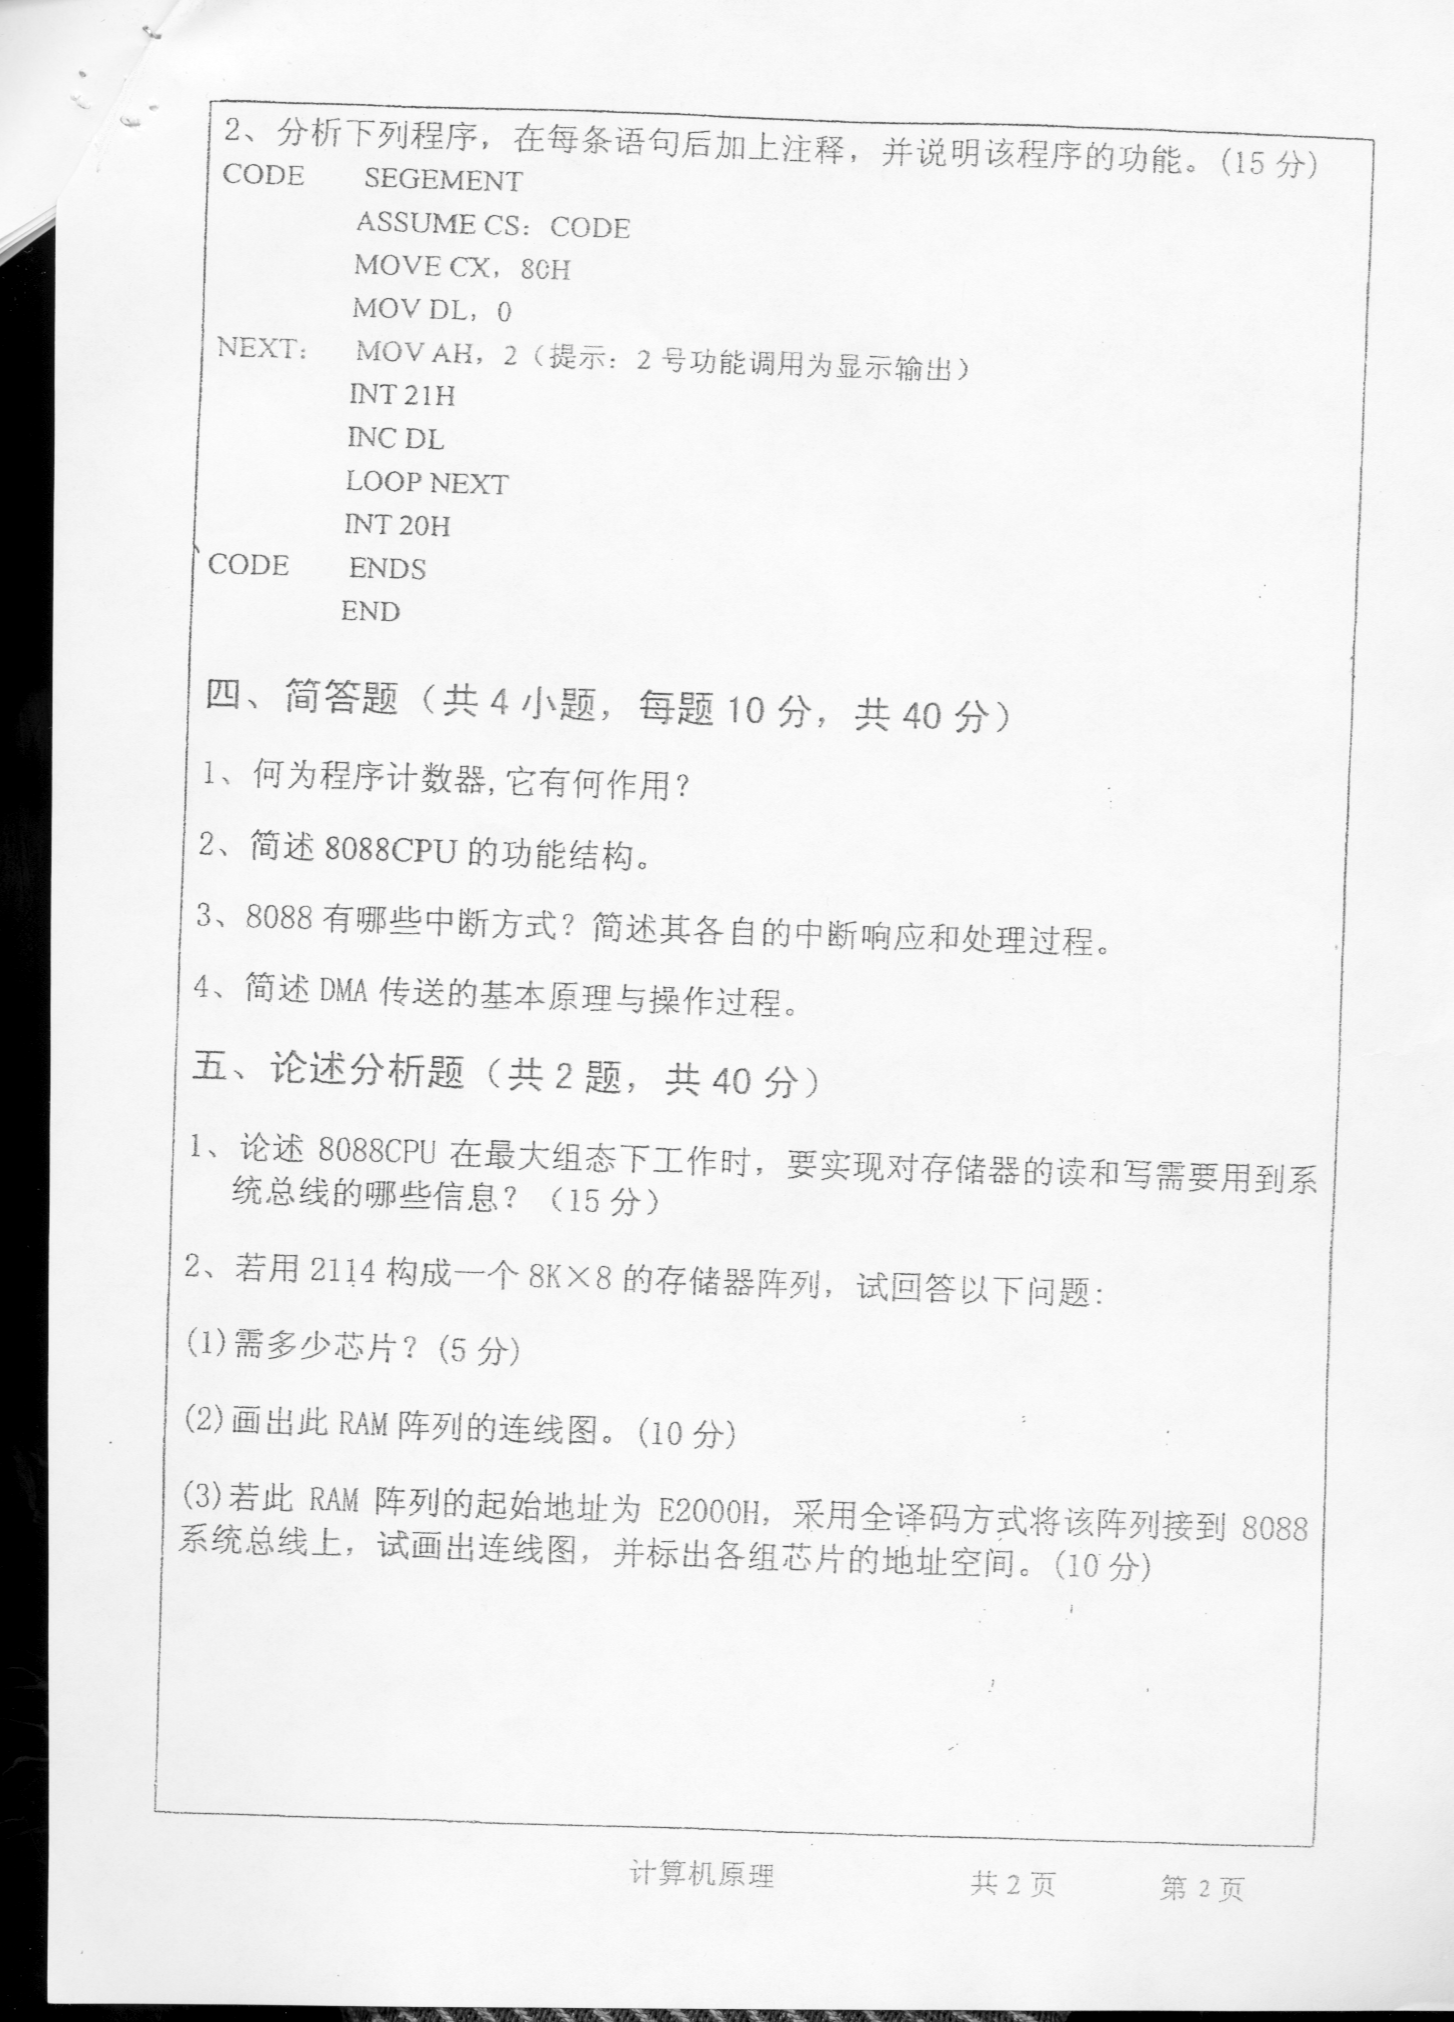 2、分析下列程序，在每条语句后加上注释，并说明该程序的功能。(15 分)
CODE SEGEMENT
ASSUME CS：CODE
MOVE CX，80H
MOV DL，0
NEXT： MOV AH，2（提示：2 号功能调用为显示输出）
INT 21H
INC DL
LOOP NEXT
INT 20H
CODE ENDS
END
四、简答题（共 4 小题，每题 10 分，共 40 分）
1、何为程序计数器,它有何作用?
2、简述 8088CPU 的功能结构。
3、8088 有哪些中断方式? 简述其各自的中断响应和处理过程。
4、简述 DMA 传送的基本原理与操作过程。
五、论述分析题（共 2 题，共 40 分）
1、论述 8088CPU 在最大组态下工作时，要实现对存储器的读和写需要用到系
统总线的哪些信息? （15 分）
2、若用 2114 构成一个 8K×8 的存储器阵列，试回答以下问题:
(1)需多少芯片? (5 分)
(2)画出此 RAM 阵列的连线图。(10 分)
(3)若此 RAM 阵列的起始地址为 E2000H，采用全译码方式将该阵列接到 8088
系统总线上，试画出连线图，并标出各组芯片的地址空间。(10 分)
计算机原理 共 2 页 第 2 页